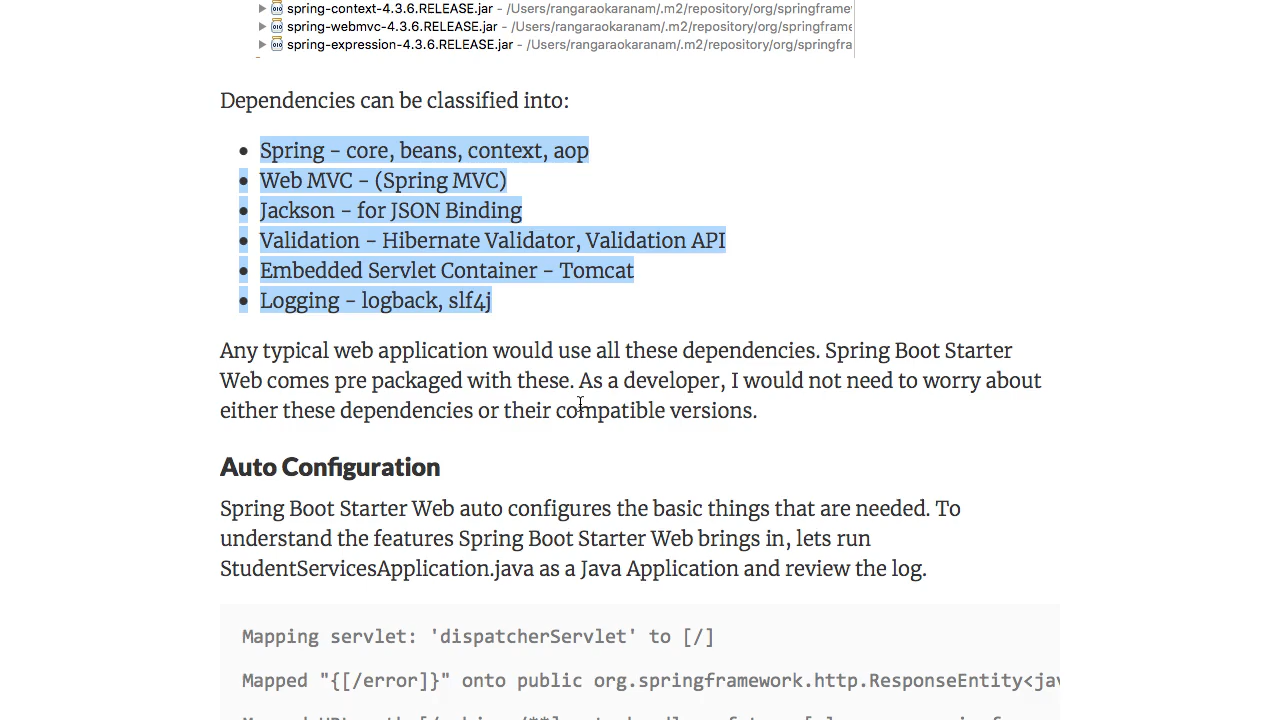 spring-context-4.3.6.RELEASE.jar - /Users/rangaraokaranam/.m2/repository/org/springframe
spring-webmvc-4.3.6.RELEASE.jar - /Users/rangaraokaranam/.m2/repository/org/springframe
spring-expression-4.3.6.RELEASE.jar - /Users/rangaraokaranam/.m2/repository/org/springfra
Dependencies can be classified into:
• Spring - core, beans, context, aop
• Web MVC - (Spring MVC)
• Jackson - for JSON Binding
• Validation - Hibernate Validator, Validation API
• Embedded Servlet Container - Tomcat
• Logging - logback, slf4j
Any typical web application would use all these dependencies. Spring Boot Starter
Web comes pre packaged with these. As a developer, I would not need to worry about
either these dependencies or their compatible versions.
Auto Configuration
Spring Boot Starter Web auto configures the basic things that are needed. To
understand the features Spring Boot Starter Web brings in, lets run
StudentServicesApplication.java as a Java Application and review the log.
Mapping servlet: 'dispatcherServlet' to [/]
Mapped "{[/error]}" onto public org.springframework.http.ResponseEntity<jav